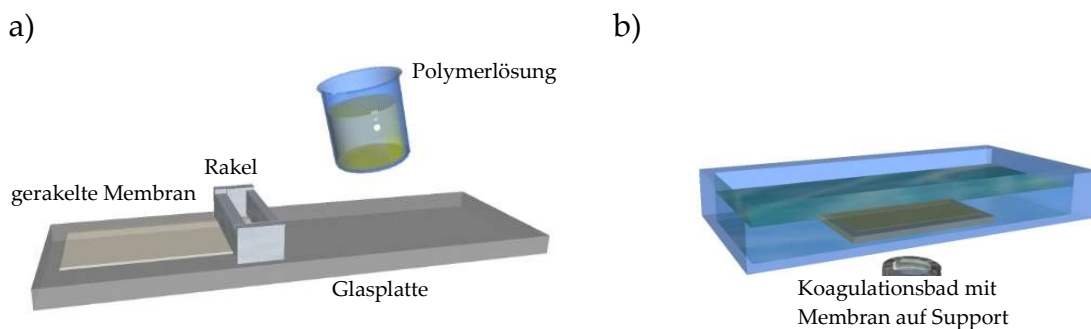 a)
b)
Polymerlösung
Rakel
gerakelte Membran
Glasplatte
Koagulationsbad mit
Membran auf Support